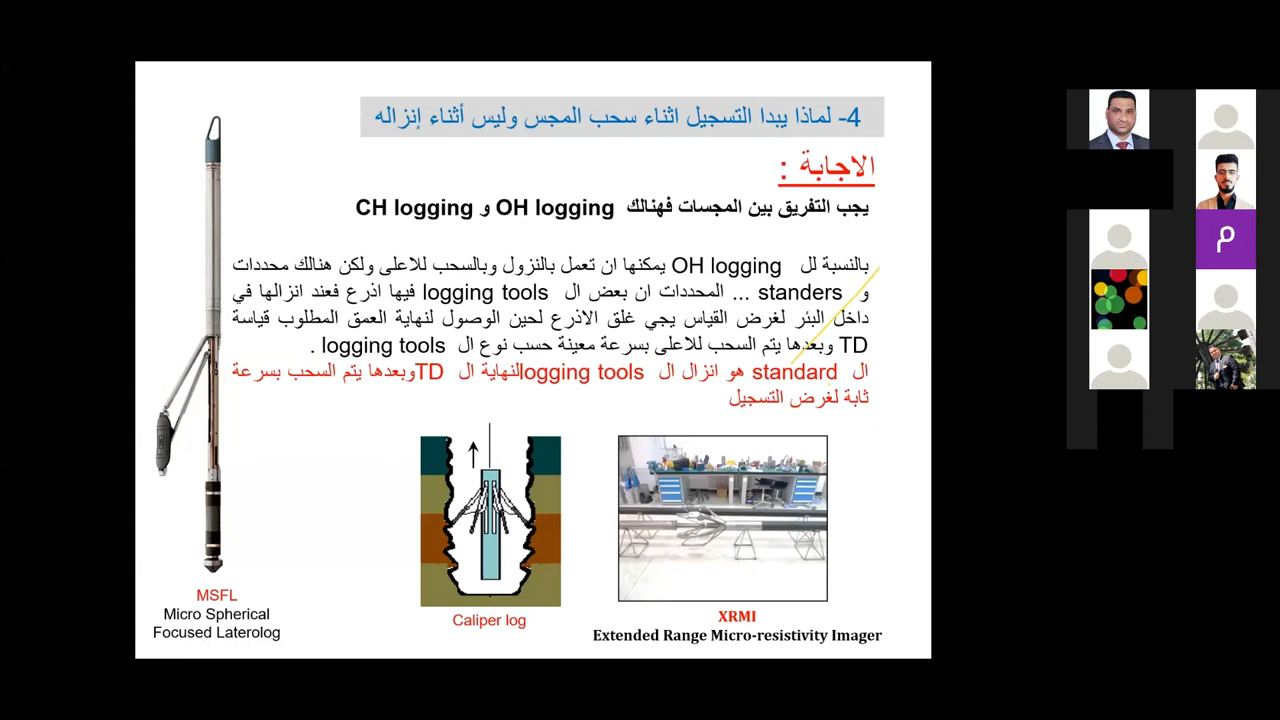 4- لماذا يبدا التسجيل اثناء سحب المجس وليس أثناء إنزاله
الاجابة :
يجب التفريق بين المجسات فهنالك OH logging و CH logging
بالنسبة لل OH logging يمكنها ان تعمل بالنزول وبالسحب للاعلى ولكن هنالك محددات
و standers ... المحددات ان بعض ال logging tools فيها اذرع فعند انزالها في
داخل البئر لغرض القياس يجي غلق الاذرع لحين الوصول لنهاية العمق المطلوب قياسة
TD وبعدها يتم السحب للاعلى بسرعة معينة حسب نوع ال logging tools .
ال standard هو انزال ال logging tools لنهاية ال TD وبعدها يتم السحب بسرعة
ثابة لغرض التسجيل
MSFL
Micro Spherical
Focused Laterolog
Caliper log
XRMI
Extended Range Micro-resistivity Imager
م